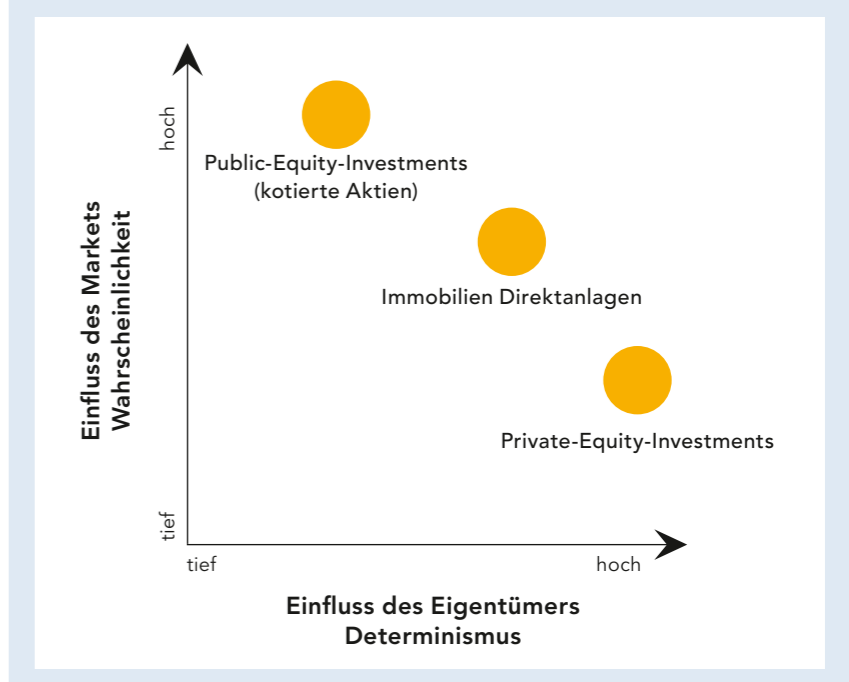 hoch
Public-Equity-Investments
(kotierte Aktien)
Einfluss des Markets
Wahrscheinlichkeit
Immobilien Direktanlagen
Private-Equity-Investments
tief
tief
hoch
Einfluss des Eigentümers
Determinismus